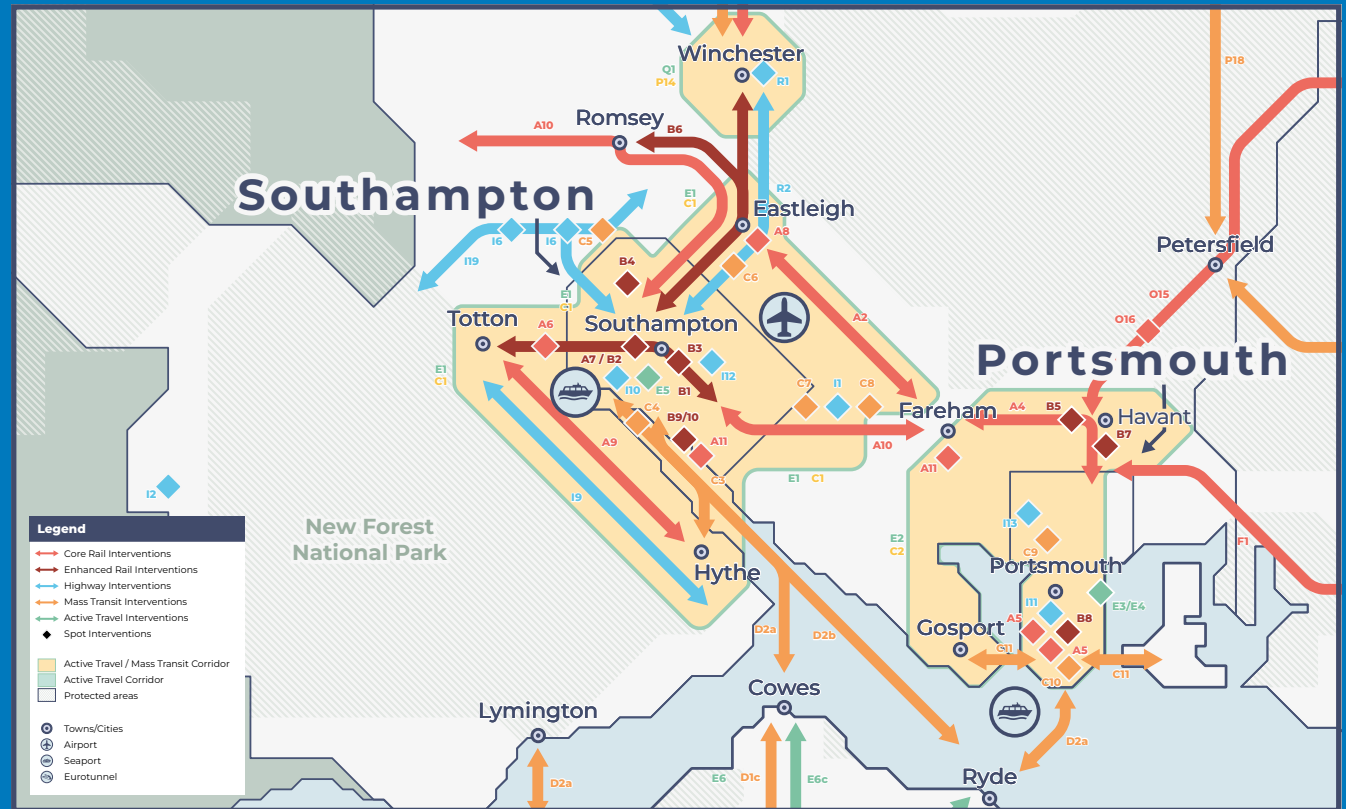 Winchester
Q1
P14
R1
P18
Romsey
A10
B6
Southampton
E1
C1
R2
Eastleigh
A8
I6
I6
C5
I19
B4
C6
Petersfield
E1
C1
O15
O16
Totton
A6
Southampton
A2
Portsmouth
A7 / B2
B3
E1
C1
I10
E5
B1
I12
C7
I1
C8
C4
B9/10
Fareham
A4
B5
Havant
B7
A9
A11
A10
A11
C3
E1
C1
I2
I9
New Forest
National Park
I13
E2
C2
C9
F1
Portsmouth
Hythe
I11
E3/E4
A5
B8
D2a
D2b
Gosport
C11
A5
C10
C11
Cowes
Lymington
D2a
D2a
E6
D1c
E6c
Ryde
Legend
Core Rail Interventions
Enhanced Rail Interventions
Highway Interventions
Mass Transit Interventions
Active Travel Interventions
Spot Interventions
Active Travel / Mass Transit Corridor
Active Travel Corridor
Protected areas
Towns/Cities
Airport
Seaport
Eurotunnel